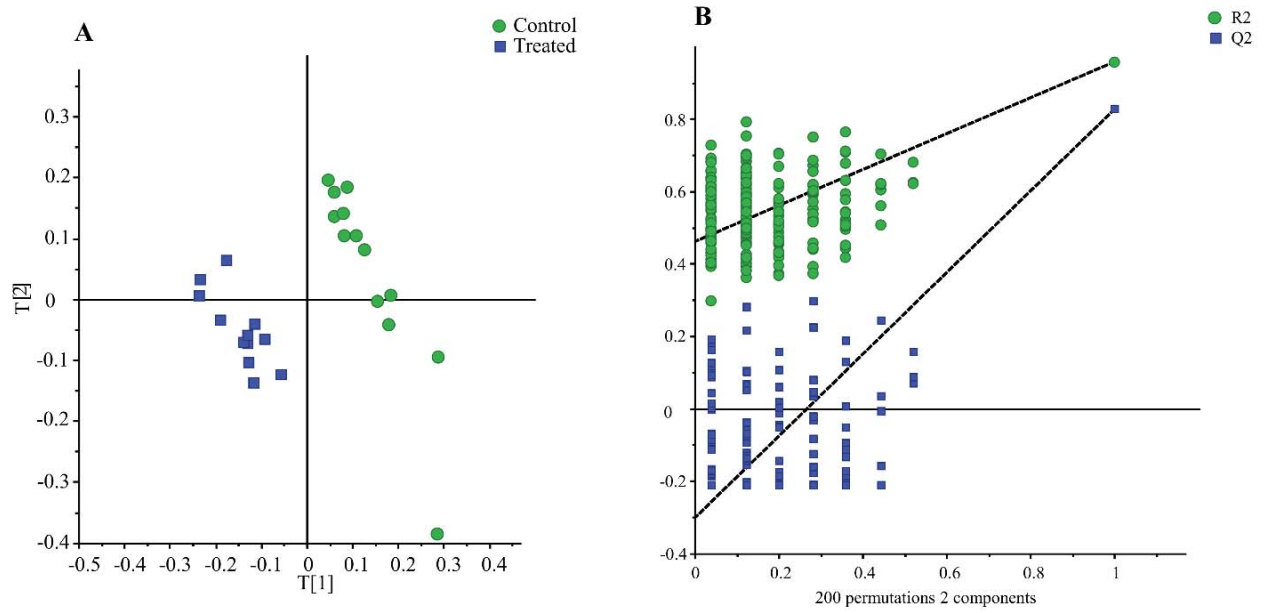 A
Control
Treated
T[2]
0.3
0.2
0.1
0
-0.1
-0.2
-0.3
-0.4
-0.5 -0.4 -0.3 -0.2 -0.1 0 0.1 0.2 0.3 0.4
T[1]
B
R2
Q2
0.8
0.6
0.4
0.2
0
-0.2
-0.4
0 0.2 0.4 0.6 0.8 1
200 permutations 2 components